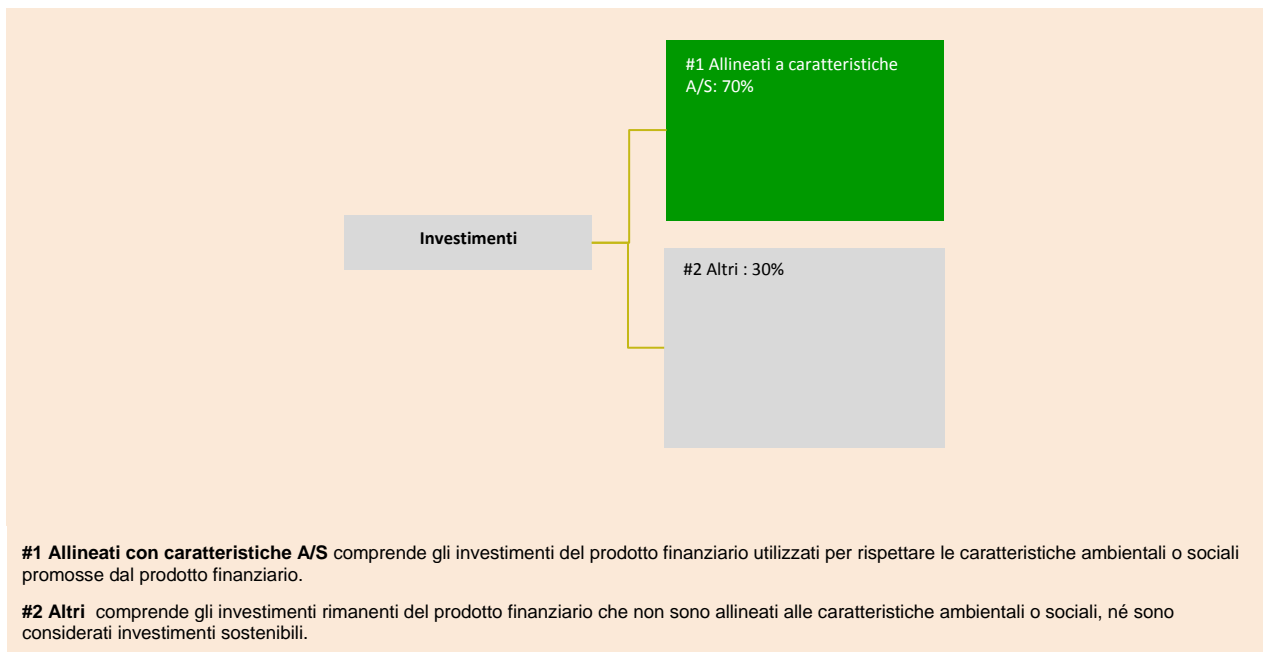 #1 Allineati a caratteristiche
A/S: 70%
Investimenti
#2 Altri : 30%
#1 Allineati con caratteristiche A/S comprende gli investimenti del prodotto finanziario utilizzati per rispettare le caratteristiche ambientali o sociali
promosse dal prodotto finanziario.
#2 Altri comprende gli investimenti rimanenti del prodotto finanziario che non sono allineati alle caratteristiche ambientali o sociali, né sono
considerati investimenti sostenibili.